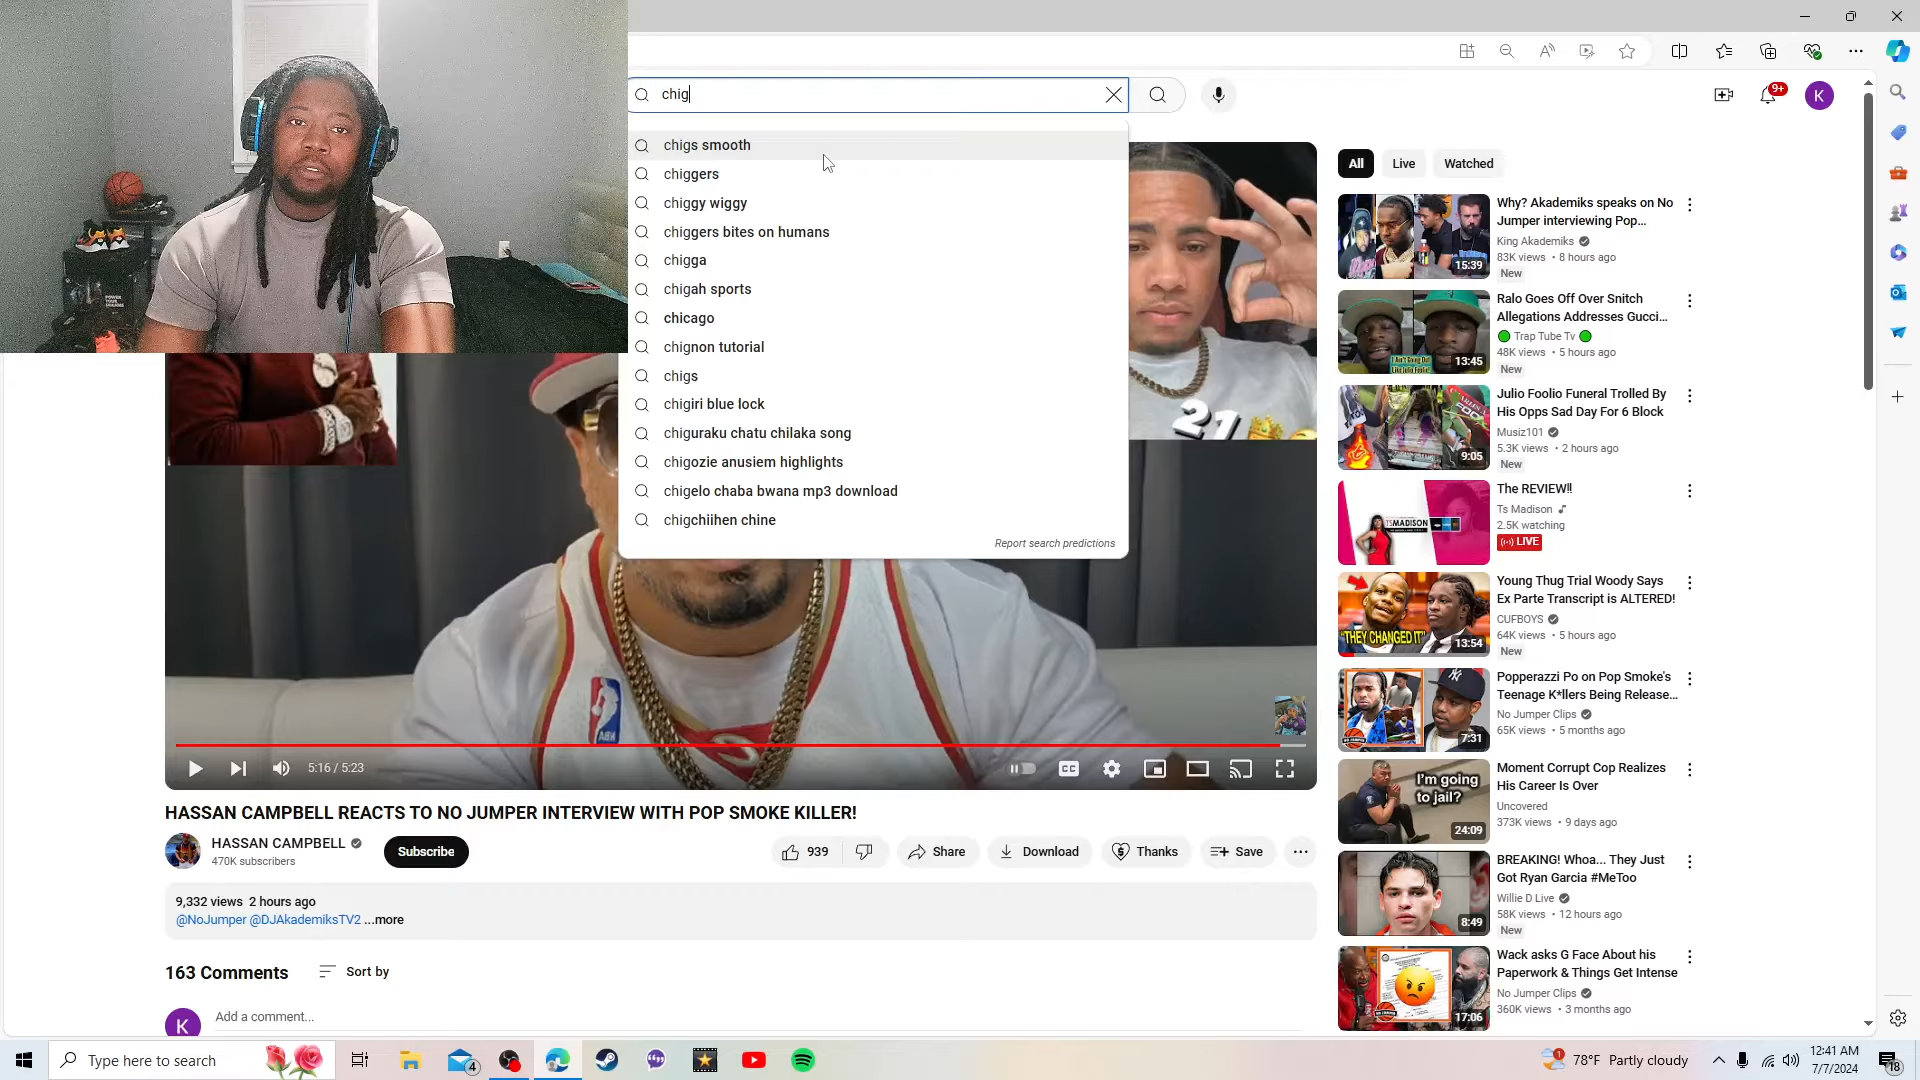 chig
9+
K
chigs smooth
chiggers
chiggy wiggy
chiggers bites on humans
chigga
chigah sports
chicago
chignon tutorial
chigs
chigiri blue lock
chiguraku chatu chilaka song
chigozie anusiem highlights
chigelo chaba bwana mp3 download
chigchiihen chine
Report search predictions
21
5:16 / 5:23
CC
HASSAN CAMPBELL REACTS TO NO JUMPER INTERVIEW WITH POP SMOKE KILLER!
HASSAN CAMPBELL
470K subscribers
Subscribe
939
Share
Download
Thanks
Save
9,332 views 2 hours ago
@NoJumper @DJAkademiksTV2 ...more
163 Comments
Sort by
K
Add a comment...
All
Live
Watched
15:39
Why? Akademiks speaks on No
Jumper interviewing Pop...
King Akademiks
83K views • 8 hours ago
New
13:45
Ralo Goes Off Over Snitch
Allegations Addresses Gucci...
Trap Tube Tv
48K views • 5 hours ago
New
9:05
Julio Foolio Funeral Trolled By
His Opps Sad Day For 6 Block
Musiz101
5.3K views • 2 hours ago
New
TSMADISON
The REVIEW!!
Ts Madison
2.5K watching
LIVE
"THEY CHANGED IT"
13:54
Young Thug Trial Woody Says
Ex Parte Transcript is ALTERED!
CUFBOYS
64K views • 5 hours ago
New
7:31
Popperazzi Po on Pop Smoke's
Teenage K*llers Being Release...
No Jumper Clips
65K views • 5 months ago
I'm going
to jail?
24:09
Moment Corrupt Cop Realizes
His Career Is Over
Uncovered
373K views • 9 days ago
8:49
BREAKING! Whoa... They Just
Got Ryan Garcia #MeToo
Willie D Live
58K views • 12 hours ago
New
17:06
Wack asks G Face About his
Paperwork & Things Get Intense
No Jumper Clips
360K views • 3 months ago
Type here to search
4
1
78°F Partly cloudy
12:41 AM
7/7/2024
18